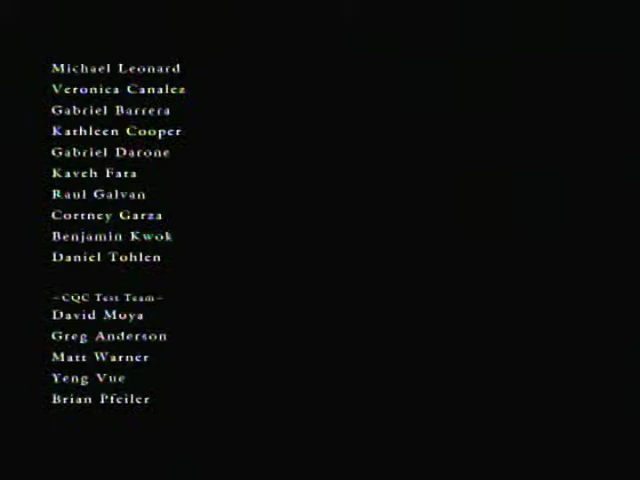 Michael Leonard
Veronica Canalez
Gabriel Barrera
Kathleen Cooper
Gabriel Darone
Kaveh Fara
Raul Galvan
Cortney Garza
Benjamin Kwok
Daniel Tohlen
~CQC Test Team~
David Moya
Greg Anderson
Matt Warner
Yeng Vue
Brian Pfeiler